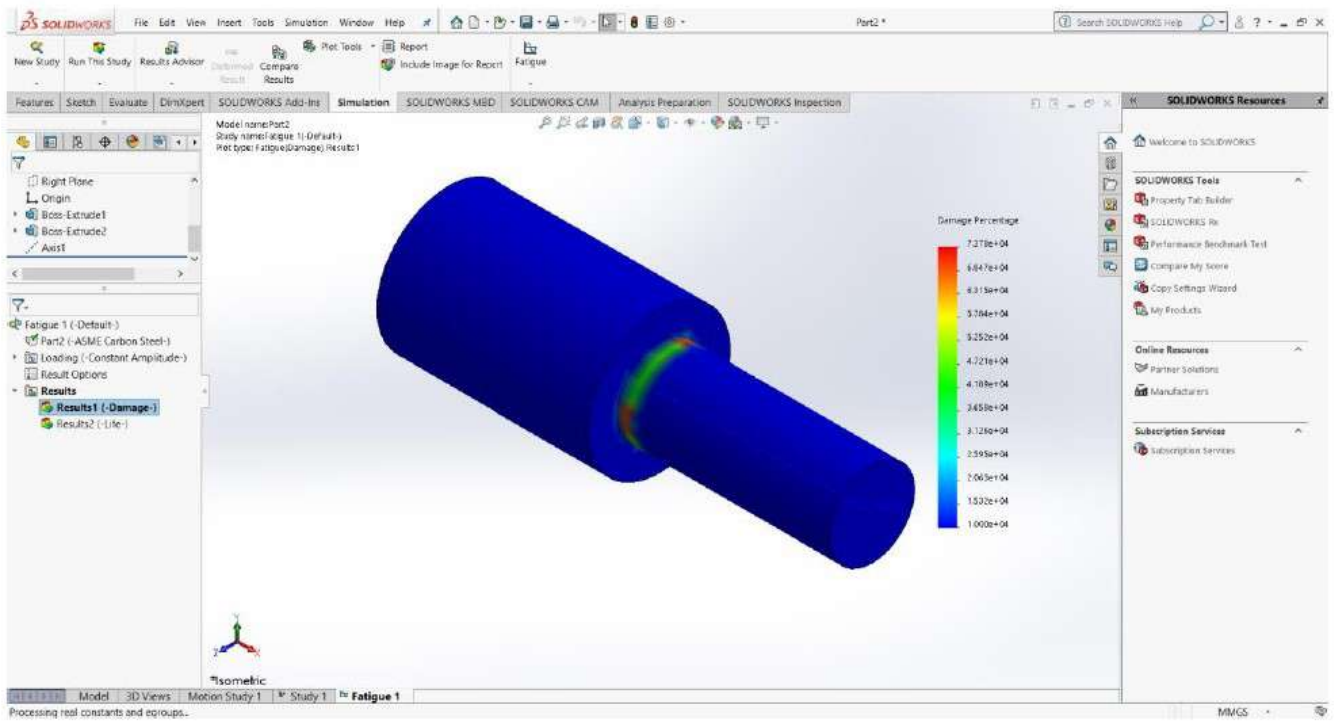 DS SOLIDWORKS File Edit View Insert Tools Simulation Window Help Part2 * Search SOLIDWORKS Help
New Study Run This Study Results Advisor Deformed Result Compare Results Plot Tools Report Include Image for Report Fatigue
Features Sketch Evaluate DimXpert SOLIDWORKS Add-Ins Simulation SOLIDWORKS MBD SOLIDWORKS CAM Analysis Preparation SOLIDWORKS Inspection
Right Plane
Origin
Boss-Extrude1
Boss-Extrude2
Axis1
Fatigue 1 (-Default-)
Part2 (-ASME Carbon Steel-)
Loading (-Constant Amplitude-)
Result Options
Results
Results1 (-Damage-)
Results2 (-Life-)
Model name:Part2
Study name:Fatigue 1(-Default-)
Plot type: Fatigue(Damage) Results1
Damage Percentage
7.378e+04
6.847e+04
6.315e+04
5.784e+04
5.252e+04
4.721e+04
4.189e+04
3.658e+04
3.126e+04
2.595e+04
2.063e+04
1.532e+04
1.000e+04
Y
Z
X
*Isometric
SOLIDWORKS Resources
Welcome to SOLIDWORKS
SOLIDWORKS Tools
Property Tab Builder
SOLIDWORKS Rx
Performance Benchmark Test
Compare My Score
Copy Settings Wizard
My Products
Online Resources
Partner Solutions
Manufacturers
Subscription Services
Subscription Services
Model 3D Views Motion Study 1 Study 1 Fatigue 1
Processing real constants and egroups... MMGS